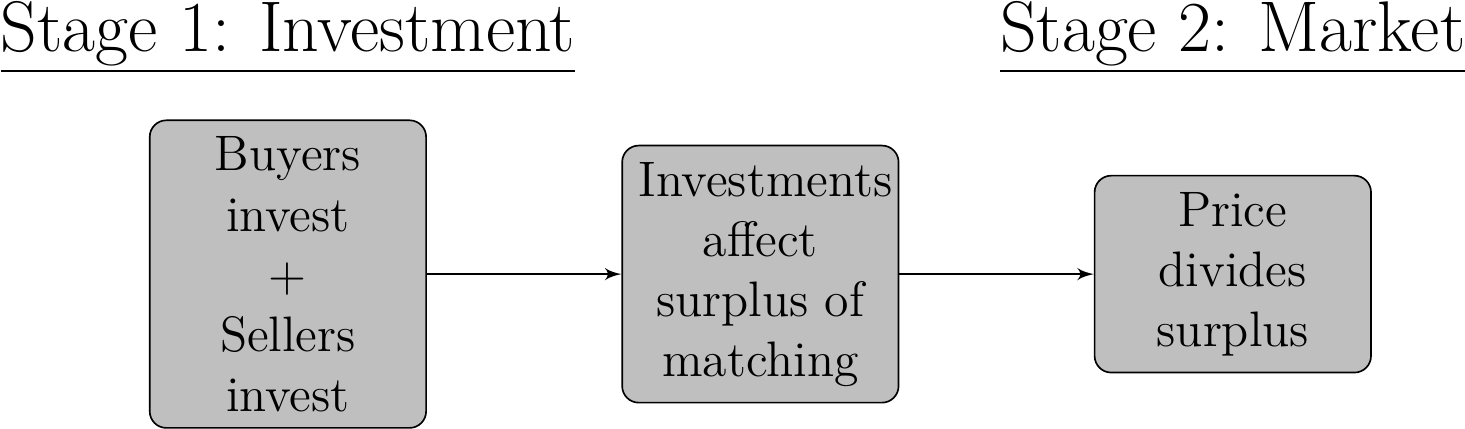 Stage 1: Investment
Stage 2: Market
Buyers
invest
+
Sellers
invest
Investments
affect
surplus of
matching
Price
divides
surplus